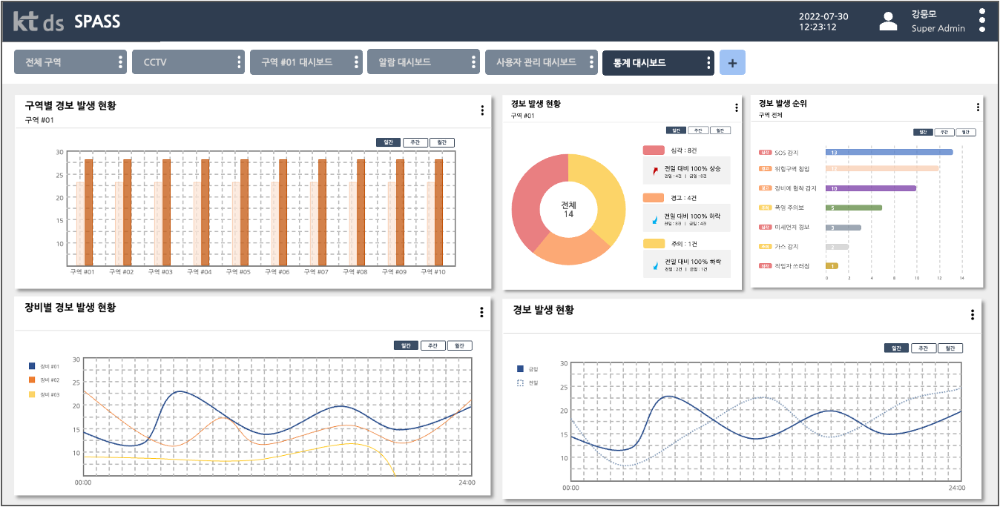 kt ds SPASS
2022-07-30
12:23:12
강뭉모
Super Admin
전체 구역
CCTV
구역 #01 대시보드
알람 대시보드
사용자 관리 대시보드
통계 대시보드
+
구역별 경보 발생 현황
구역 #01
일간 주간 월간
30
25
20
15
10
구역 #01 구역 #02 구역 #03 구역 #04 구역 #05 구역 #06 구역 #07 구역 #08 구역 #09 구역 #10
경보 발생 현황
구역 #01
일간 주간 월간
전체
14
심각 : 8건
전일 대비 100% 상승
전일 : 4건 | 금일 : 8건
경고 : 4건
전일 대비 100% 하락
전일 : 8건 | 금일 : 4건
주의 : 1건
전일 대비 100% 하락
전일 : 2건 | 금일 : 1건
경보 발생 순위
구역 전체
일간 주간 월간
심각 SOS 감지 13
경고 위험구역 침입 12
경고 장비에 협착 감지 10
주의 폭염 주의보 5
심각 미세먼지 경보 3
주의 가스 감지 2
심각 작업자 쓰러짐 1
0 2 4 6 8 10 12 14
장비별 경보 발생 현황
일간 주간 월간
장비 #01
장비 #02
장비 #03
30
25
20
15
10
00:00 24:00
경보 발생 현황
일간 주간 월간
금일
전일
30
25
20
15
10
00:00 24:00